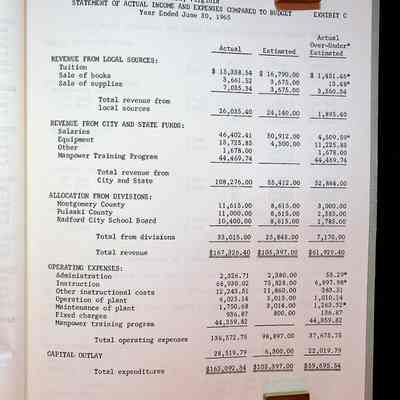 STATEMENT OF ACTUAL INCOME AND EXPENSES COMPARED TO BUDGET
Year Ended June 30, 1965 EXHIBIT C
Actual
Actual Estimated Over-Under*
Estimated
REVENUE FROM LOCAL SOURCES:
Tuition $ 15,338.54 $ 16,790.00 $ 1,451.46*
Sale of books 3,661.52 3,675.00 13.48*
Sale of supplies 7,035.34 3,675.00 3,360.34
Total revenue from
local sources 26,035.40 24,140.00 1,895.40
REVENUE FROM CITY AND STATE FUNDS:
Salaries 46,402.41 50,912.00 4,509.59*
Equipment 15,725.85 4,500.00 11,225.85
Other 1,678.00 1,678.00
Manpower Training Program 44,469.74 44,469.74
Total revenue from
City and State 108,276.00 55,412.00 52,864.00
ALLOCATION FROM DIVISIONS:
Montgomery County 11,615.00 8,615.00 3,000.00
Pulaski County 11,000.00 8,615.00 2,385.00
Radford City School Board 10,400.00 8,615.00 1,785.00
Total from divisions 33,015.00 25,845.00 7,170.00
Total revenue $167,326.40 $105,397.00 $61,929.40
OPERATING EXPENSES:
Administration 2,326.71 2,380.00 53.29*
Instruction 68,930.02 75,828.00 6,897.98*
Other instructional costs 12,243.31 11,860.00 383.31
Operation of plant 6,025.14 5,015.00 1,010.14
Maintenance of plant 1,750.68 3,014.00 1,263.32*
Fixed charges 936.87 800.00 136.87
Manpower training program 44,359.82 44,359.82
Total operating expenses 136,572.75 98,897.00 37,675.75
CAPITAL OUTLAY 28,519.79 6,500.00 22,019.79
Total expenditures $165,092.54 $105,397.00 $59,695.54